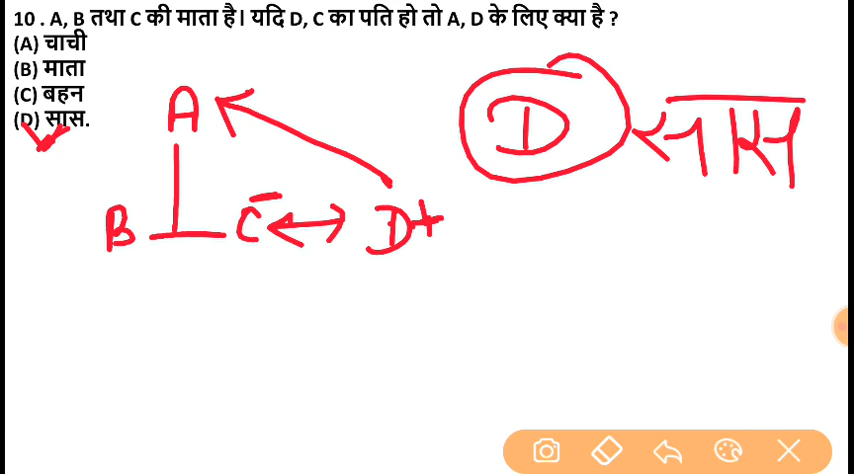 10 . A, B तथा C की माता है। यदि D, C का पति हो तो A, D के लिए क्या है ?
(A) चाची
(B) माता
(C) बहन
(D) सास.
A
B C ↔ D+
D सास